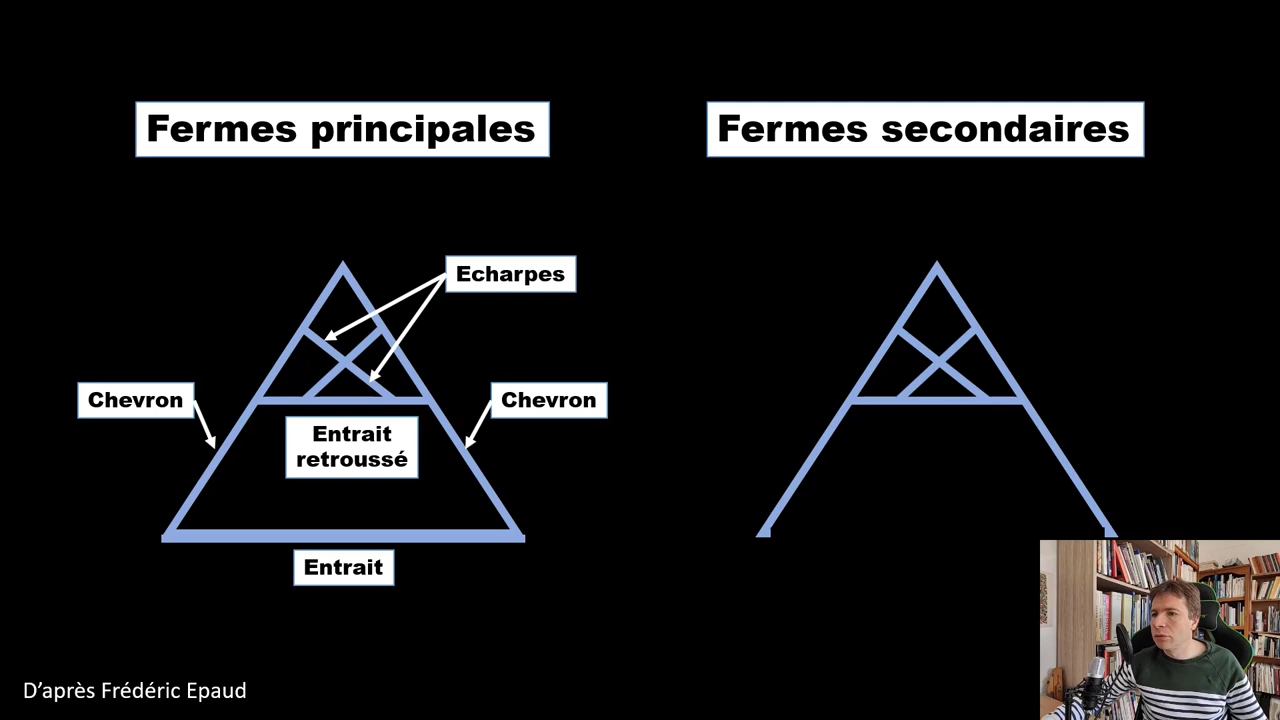 Fermes principales
Fermes secondaires
Echarpes
Chevron
Chevron
Entrait
retroussé
Entrait
D'après Frédéric Epaud